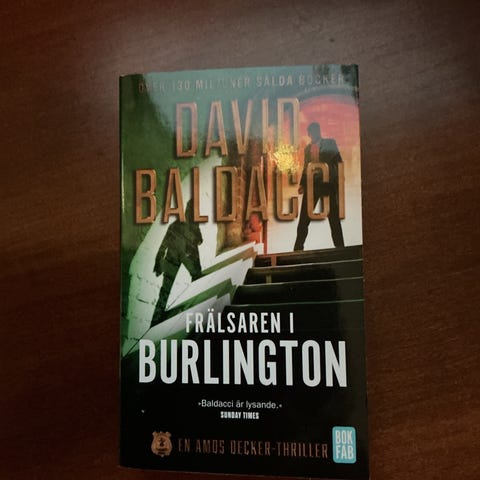 ÖVER 130 MILJONER SÅLDA BÖCKER
DAVID
BALDACCI
FRÄLSAREN I
BURLINGTON
»Baldacci är lysande.«
SUNDAY TIMES
EN AMOS DECKER-THRILLER
BOK
FAB